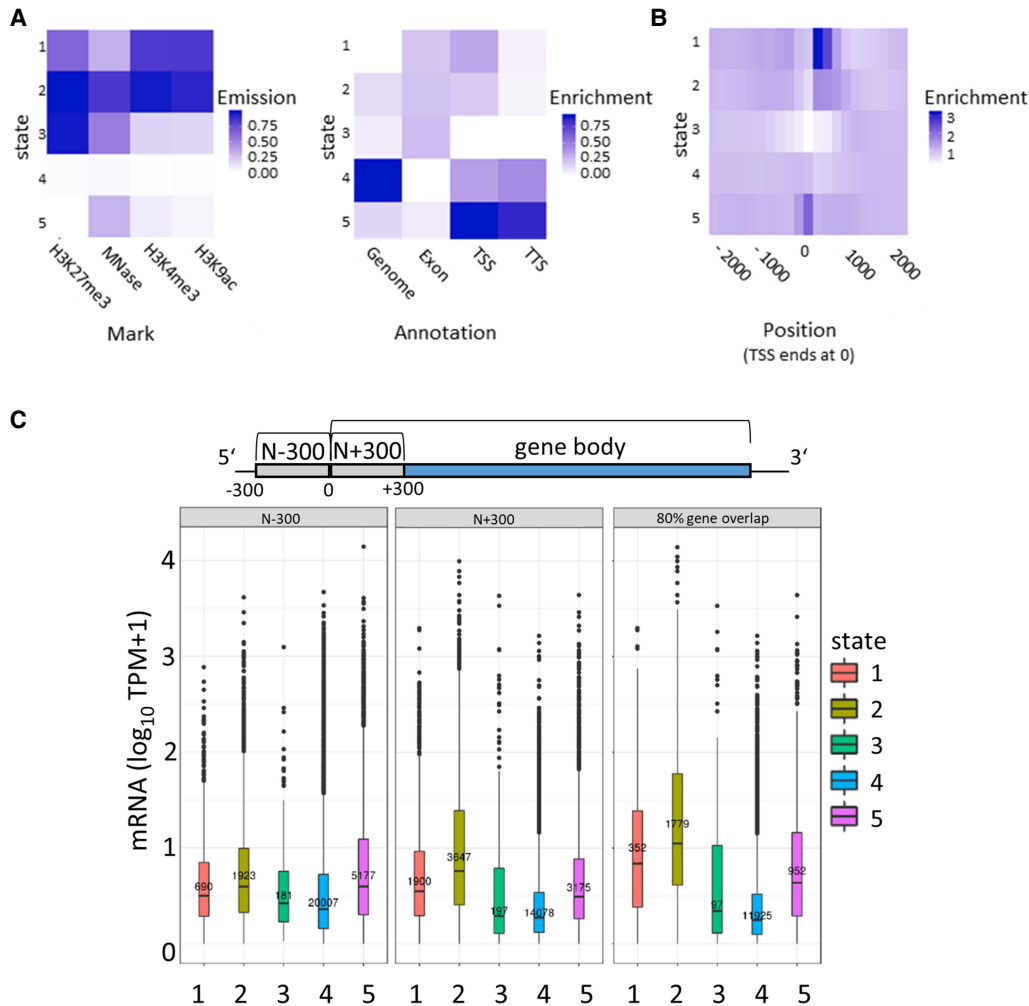 A
1
2
3
4
5
state
H3K27me3
MNase
H3K4me3
H3K9ac
Mark
Emission
0.75
0.50
0.25
0.00
1
2
3
4
5
state
Genome
Exon
TSS
TTS
Annotation
Enrichment
0.75
0.50
0.25
0.00
B
1
2
3
4
5
state
- 2000
- 1000
0
1000
2000
Position
(TSS ends at 0)
Enrichment
3
2
1
C
5‘
N-300
N+300
gene body
3‘
-300
0
+300
N-300
N+300
80% gene overlap
mRNA (log10 TPM+1)
4
3
2
1
0
690
1923
181
20007
5177
1900
3647
197
14078
3175
352
1779
97
11925
952
1 2 3 4 5
1 2 3 4 5
1 2 3 4 5
state
1
2
3
4
5